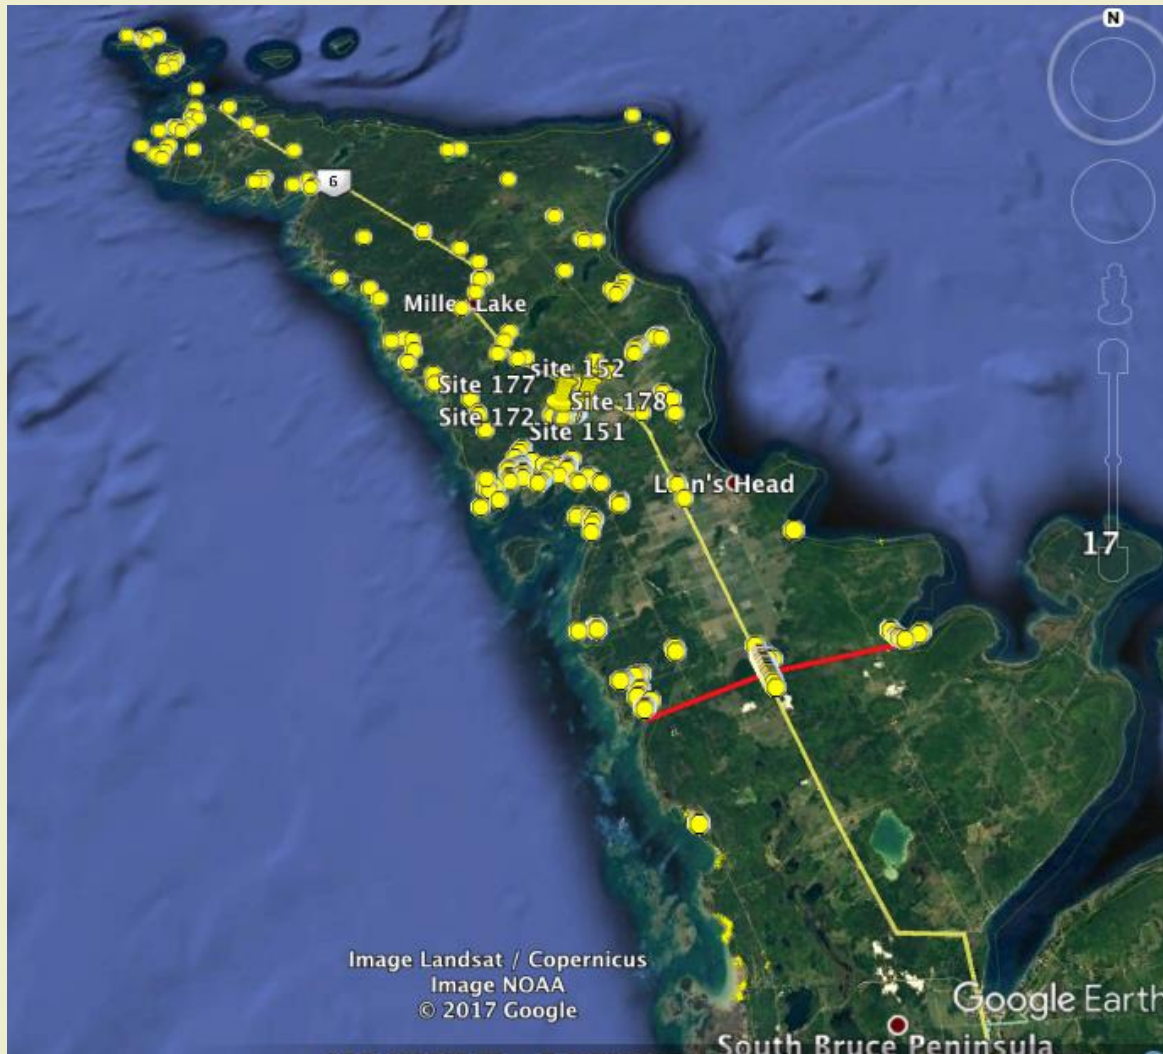 N
6
Miller Lake
site 152
Site 177
Site 178
Site 172
Site 151
Head
17
Image Landsat / Copernicus
Image NOAA
© 2017 Google
Google Earth
South Bruce Peninsula